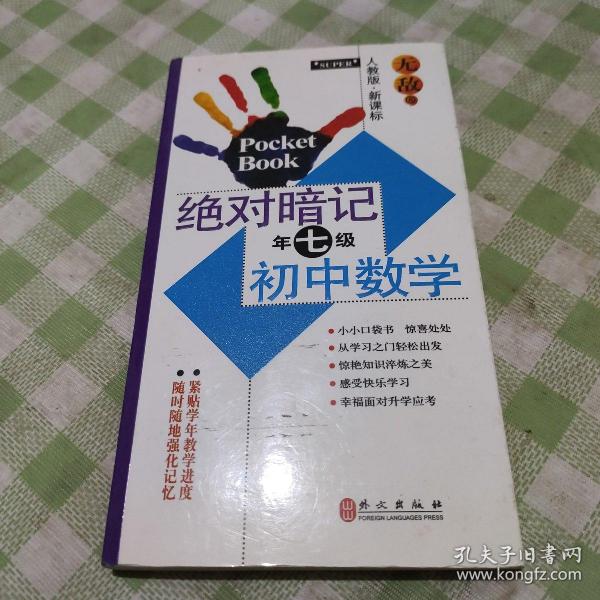 *SUPER*
无敌
人教版·新课标
Pocket
Book
绝对暗记
年七级
初中数学
小小口袋书 惊喜处处
从学习之门轻松出发
惊艳知识淬炼之美
感受快乐学习
幸福面对升学应考
紧贴学年教学进度
随时随地强化记忆
外文出版社
FOREIGN LANGUAGES PRESS
孔夫子旧书网
www.kongfz.com